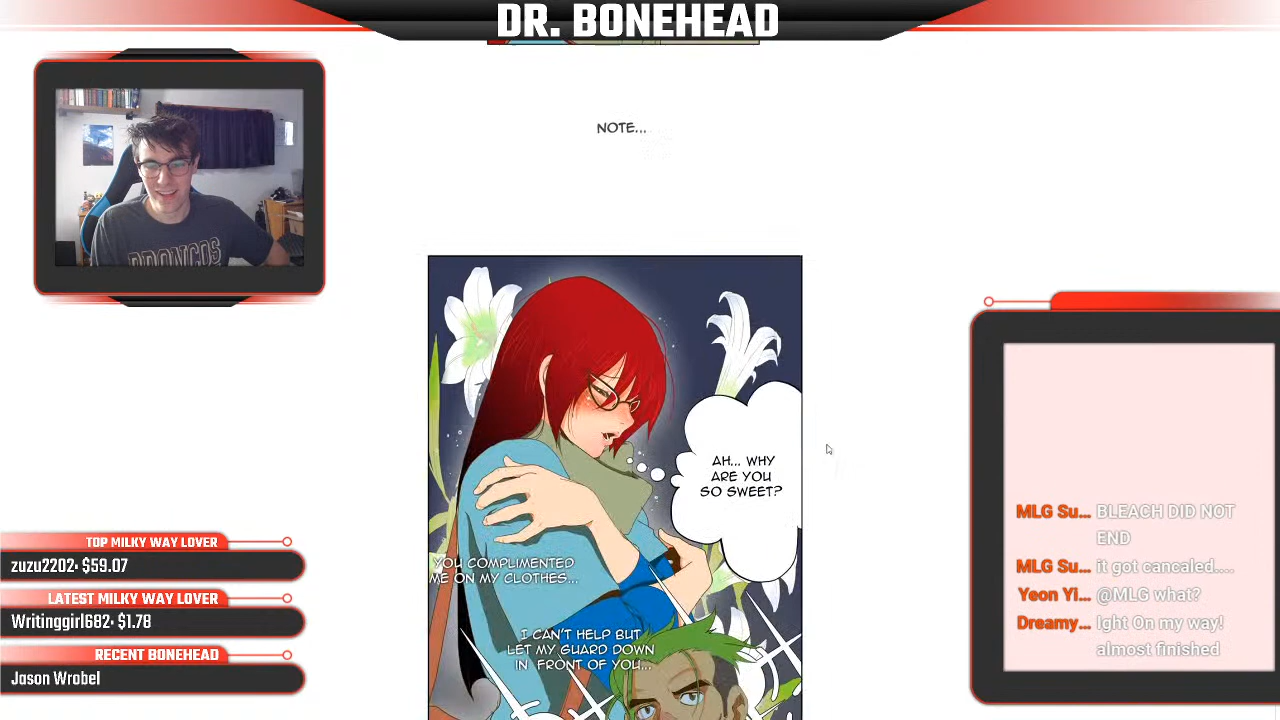 DR. BONEHEAD
NOTE...
BRONCOS
AH... WHY
ARE YOU
SO SWEET?
YOU COMPLIMENTED
ME ON MY CLOTHES...
I CAN'T HELP BUT
LET MY GUARD DOWN
IN FRONT OF YOU...
TOP MILKY WAY LOVER
zuzu2202· $59.07
LATEST MILKY WAY LOVER
Writinggirl682· $1.78
RECENT BONEHEAD
Jason Wrobel
MLG Su... BLEACH DID NOT
END
MLG Su... it got cancaled....
Yeon Yi... @MLG what?
Dreamy... Ight On my way!
almost finished